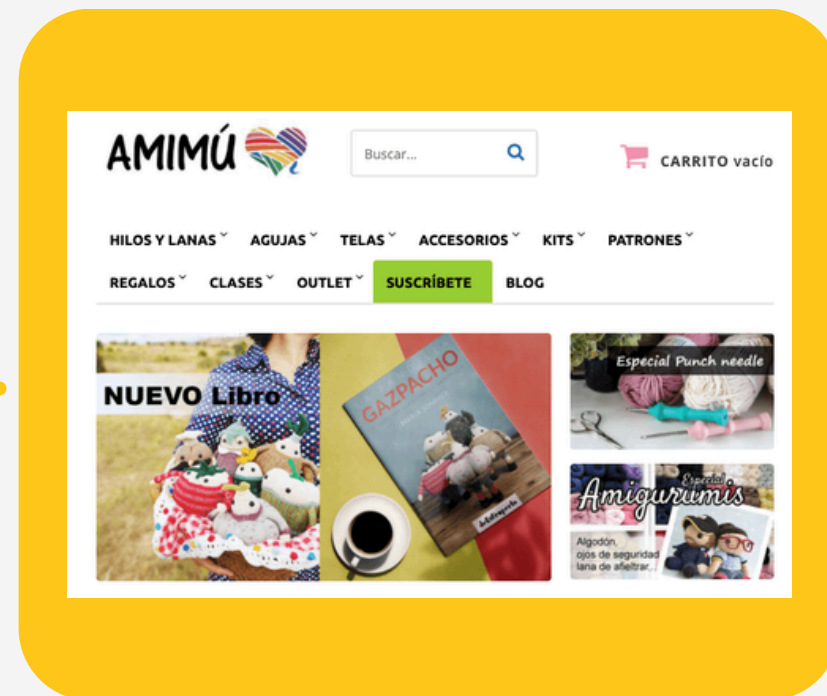 AMIMÚ
Buscar...
CARRITO vacío
HILOS Y LANAS AGUJAS TELAS ACCESORIOS KITS PATRONES
REGALOS CLASES OUTLET SUSCRÍBETE BLOG
NUEVO Libro
GAZPACHO
Especial Punch needle
Especial
Amigurumis
Algodón,
ojos de seguridad
lana de afieltrar...